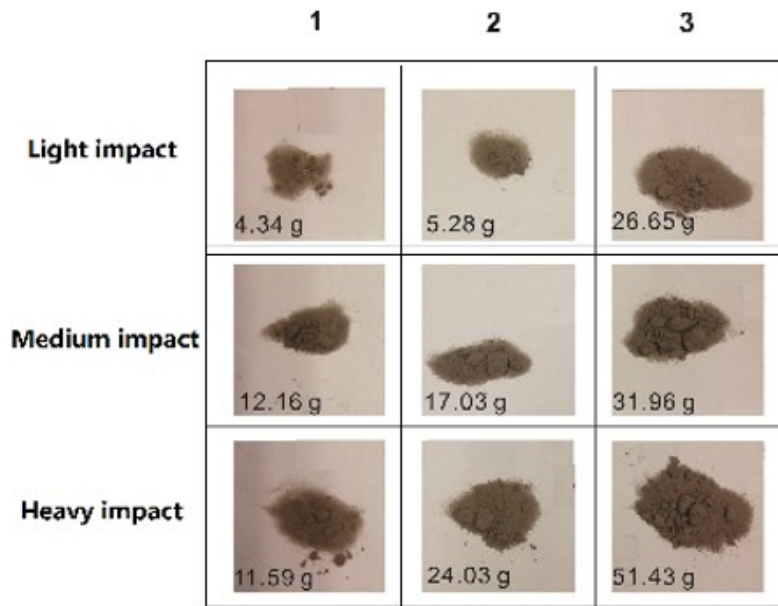 1 2 3
Light impact
4.34 g 5.28 g 26.65 g
Medium impact
12.16 g 17.03 g 31.96 g
Heavy impact
11.59 g 24.03 g 51.43 g